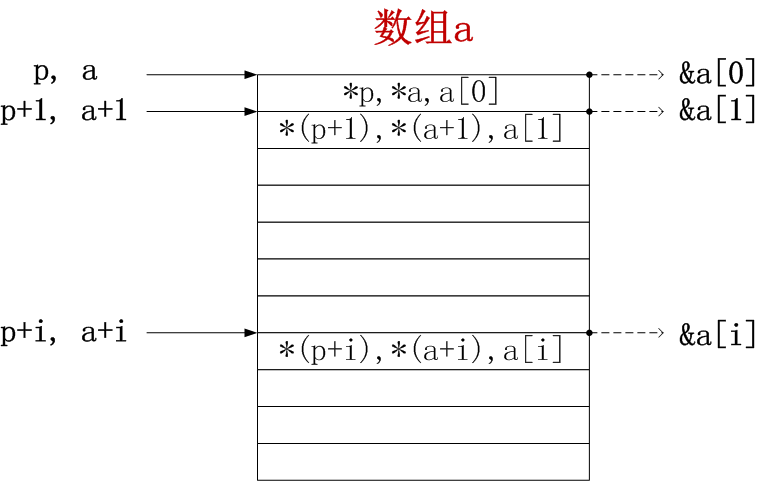 数组a
p, a
&a[0]
*p,*a,a[0]
p+1, a+1
&a[1]
*(p+1),*(a+1),a[1]
p+i, a+i
&a[i]
*(p+i),*(a+i),a[i]